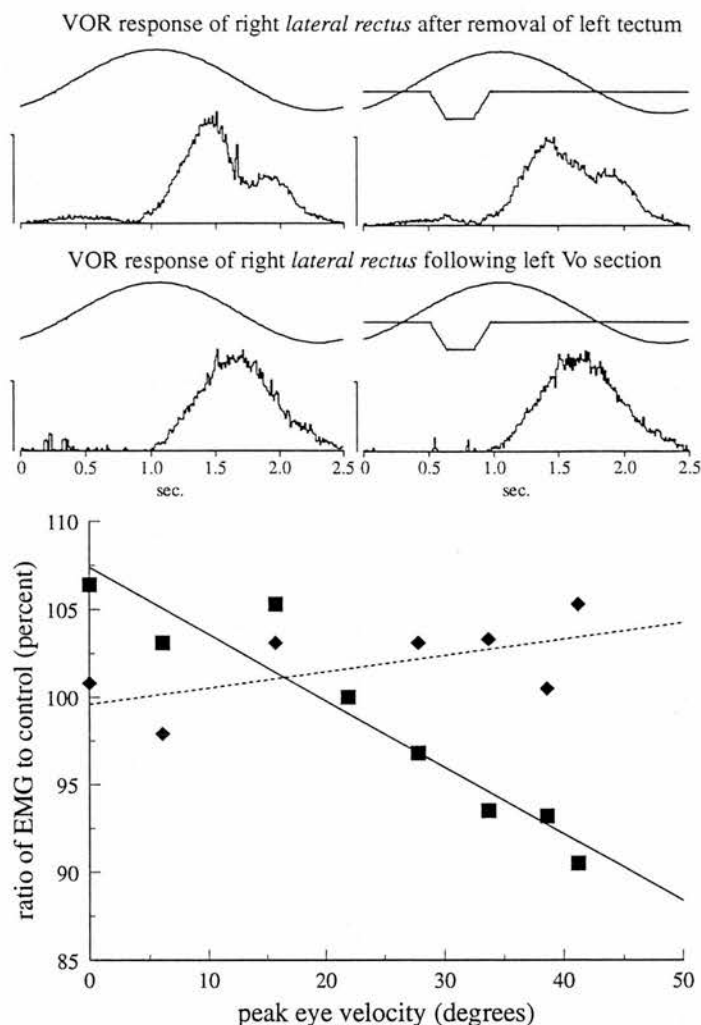 VOR response of right lateral rectus after removal of left tectum
VOR response of right lateral rectus following left Vo section
0 0.5 1.0 1.5 2.0 2.5 0 0.5 1.0 1.5 2.0 2.5
sec. sec.
110
105
100
95
90
85
ratio of EMG to control (percent)
0 10 20 30 40 50
peak eye velocity (degrees)